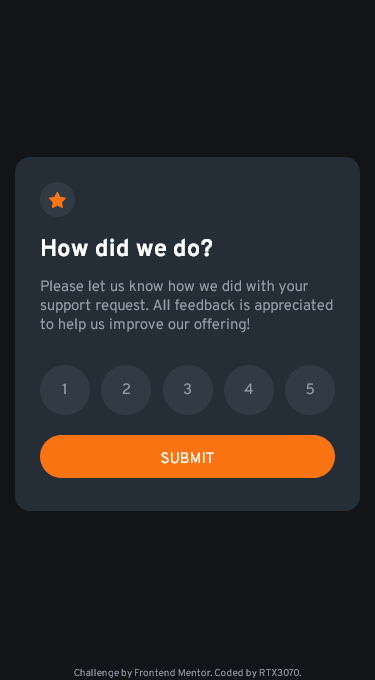 How did we do?
Please let us know how we did with your
support request. All feedback is appreciated
to help us improve our offering!
1 2 3 4 5
SUBMIT
Challenge by Frontend Mentor. Coded by RTX3070.